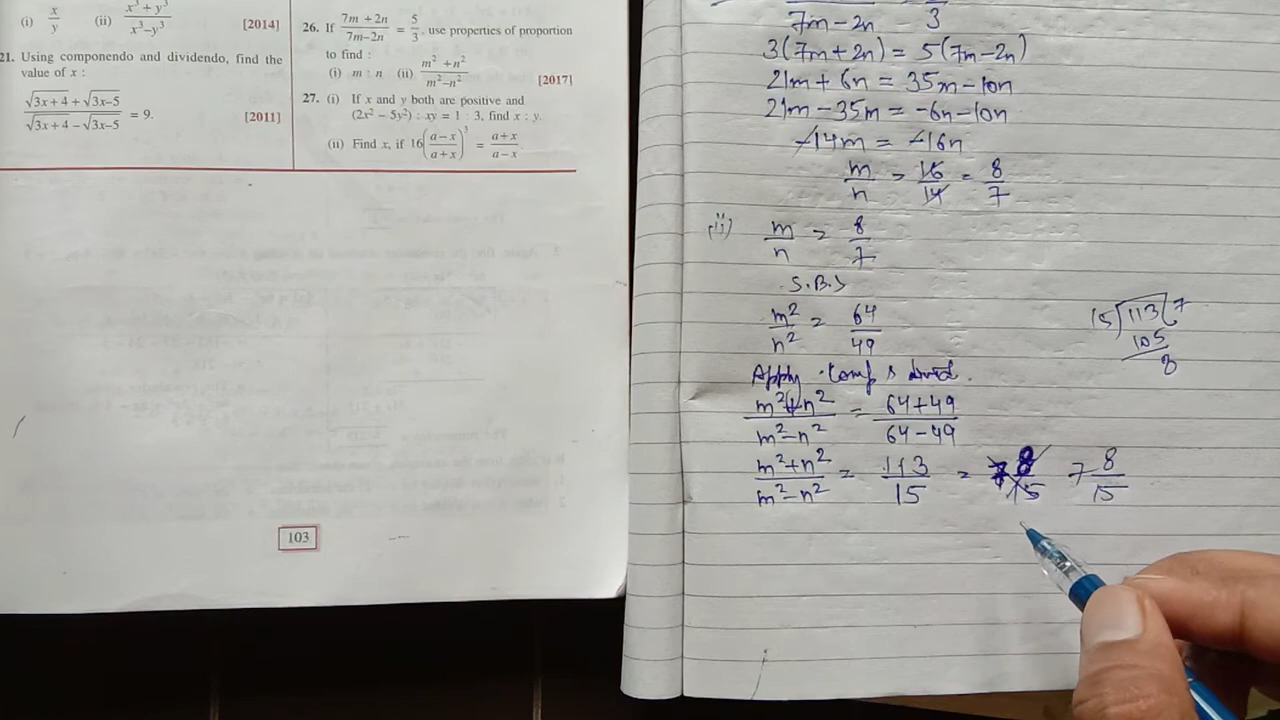 (i) x/y (ii) x³ + y³/x³–y³ [2014]
21. Using componendo and dividendo, find the
value of x :
√3x+4 + √3x–5/√3x+4 – √3x–5 = 9. [2011]
26. If 7m + 2n/7m–2n = 5/3, use properties of proportion
to find :
(i) m : n (ii) m² + n²/m²–n² [2017]
27. (i) If x and y both are positive and
(2x² – 5y²) : xy = 1 : 3, find x : y.
(ii) Find x, if 16(a–x/a+x)³ = a+x/a–x
103
7m – 2n 3
3(7m+2n) = 5(7m–2n)
21m + 6n = 35m – 10n
21m – 35m = –6n – 10n
–14m = –16n
m/n = 16/14 = 8/7
(ii) m/n = 8/7
S.B.S
m²/n² = 64/49
Apply comp & divid.
m²+n²/m²–n² = 64+49/64–49
m²+n²/m²–n² = 113/15 = 7 8/15
15)113(7
105
8